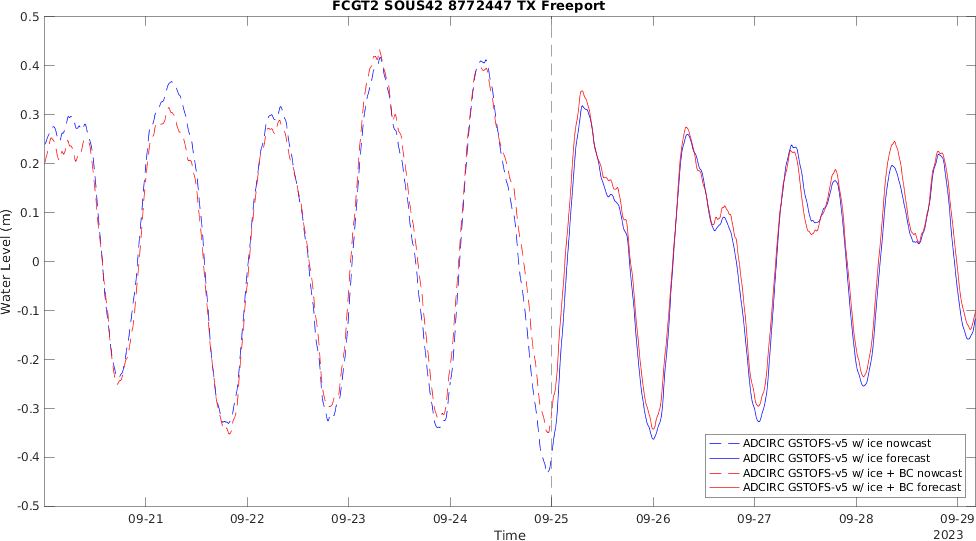 FCGT2 SOUS42 8772447 TX Freeport
0.5
0.4
0.3
0.2
0.1
0
-0.1
-0.2
-0.3
-0.4
-0.5
Water Level (m)
ADCIRC GSTOFS-v5 w/ ice nowcast
ADCIRC GSTOFS-v5 w/ ice forecast
ADCIRC GSTOFS-v5 w/ ice + BC nowcast
ADCIRC GSTOFS-v5 w/ ice + BC forecast
09-21 09-22 09-23 09-24 09-25 09-26 09-27 09-28 09-29
Time
2023